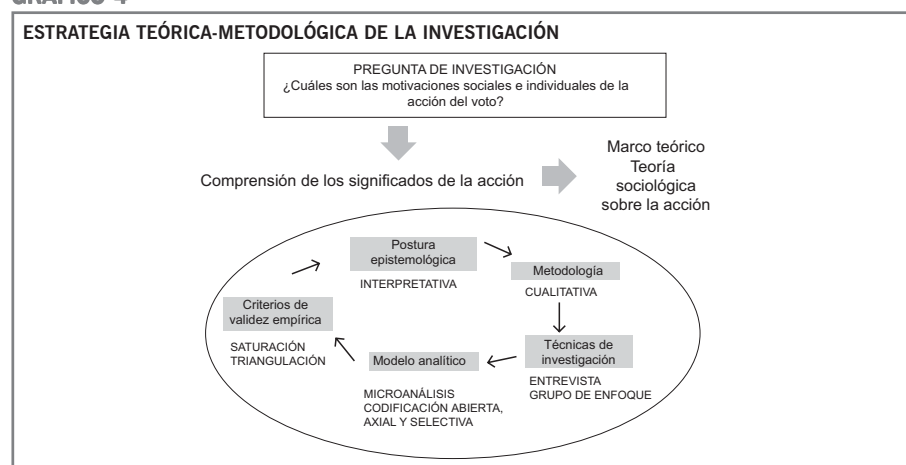 ESTRATEGIA TEÓRICA-METODOLÓGICA DE LA INVESTIGACIÓN
PREGUNTA DE INVESTIGACIÓN
¿Cuáles son las motivaciones sociales e individuales de la
acción del voto?
Comprensión de los significados de la acción
Marco teórico
Teoría
sociológica
sobre la acción
Postura
epistemológica
INTERPRETATIVA
Metodología
CUALITATIVA
Técnicas de
investigación
ENTREVISTA
GRUPO DE ENFOQUE
Modelo analítico
MICROANÁLISIS
CODIFICACIÓN ABIERTA,
AXIAL Y SELECTIVA
Criterios de
validez empírica
SATURACIÓN
TRIANGULACIÓN